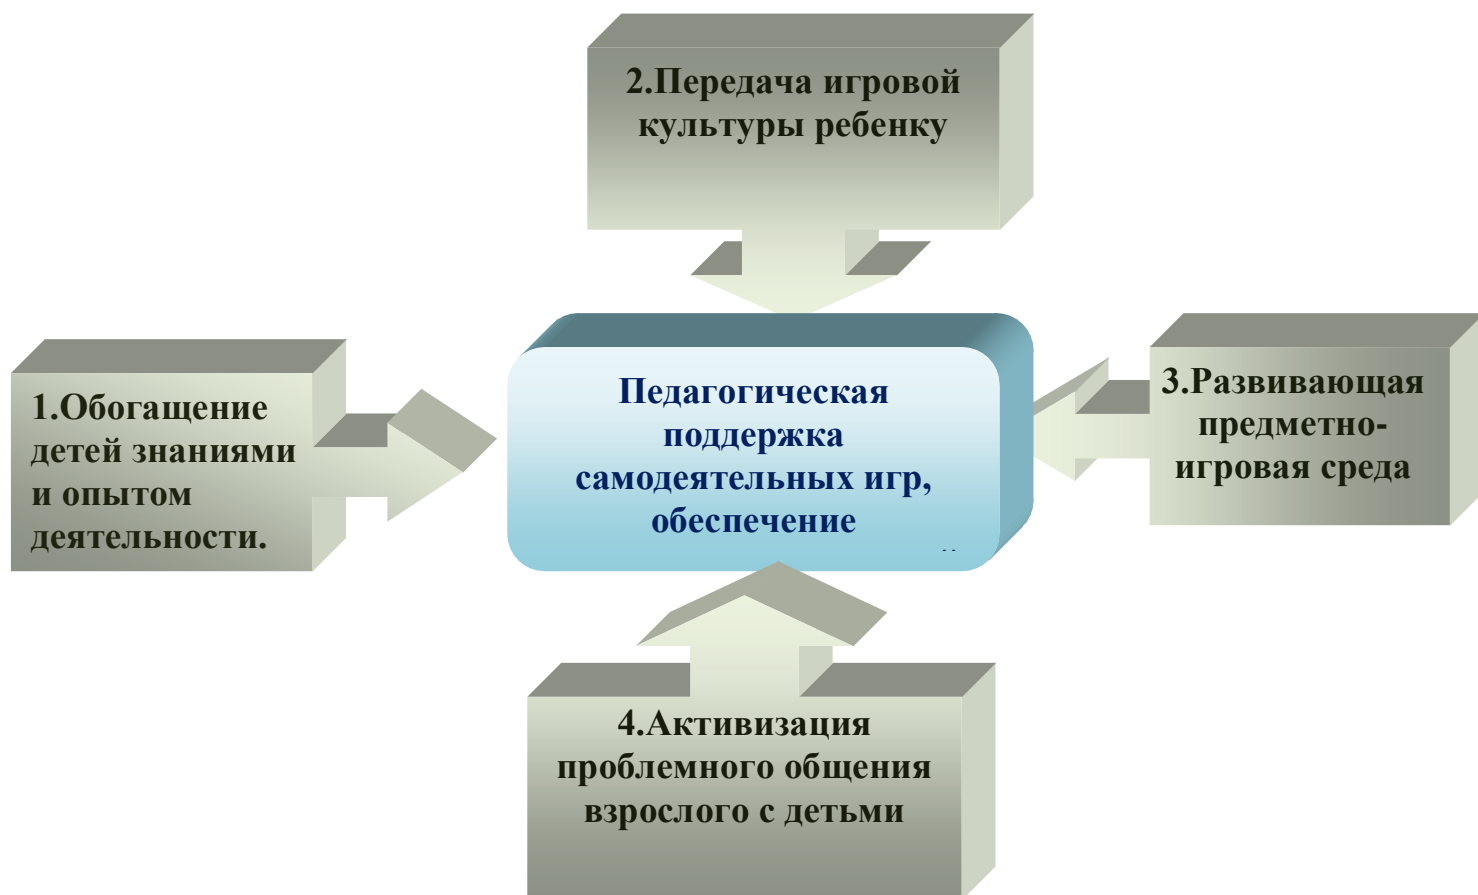 2.Передача игровой
культуры ребенку
1.Обогащение
детей знаниями
и опытом
деятельности.
Педагогическая
поддержка
самодеятельных игр,
обеспечение
3.Развивающая
предметно-
игровая среда
4.Активизация
проблемного общения
взрослого с детьми